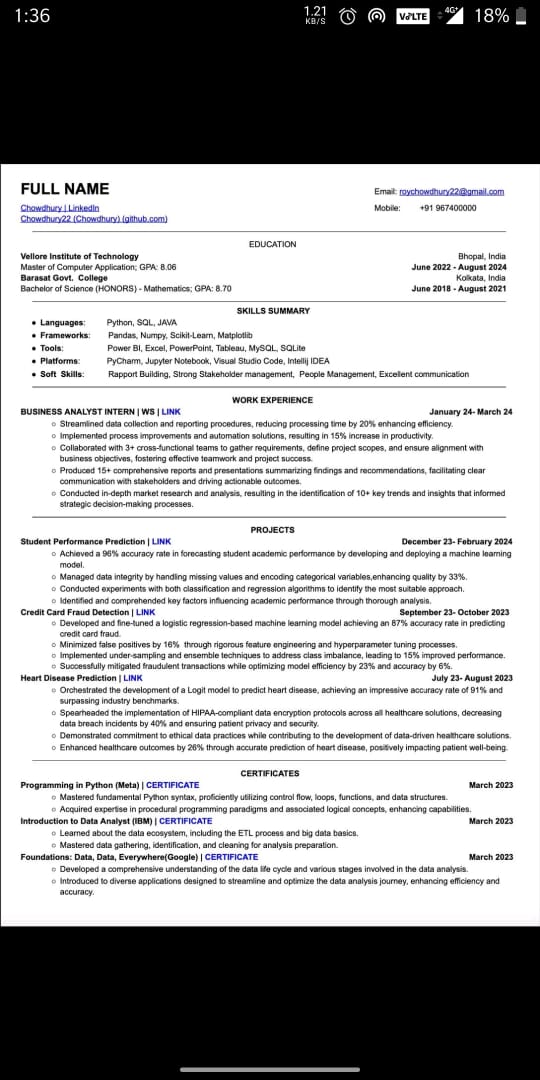 1:36
1.21 KB/S
VoLTE
4G+
18%
FULL NAME
Email: roychowdhury22@gmail.com
Chowdhury | LinkedIn
Mobile: +91 967400000
Chowdhury22 (Chowdhury) (github.com)
EDUCATION
Vellore Institute of Technology Bhopal, India
Master of Computer Application; GPA: 8.06 June 2022 - August 2024
Barasat Govt. College Kolkata, India
Bachelor of Science (HONORS) - Mathematics; GPA: 8.70 June 2018 - August 2021
SKILLS SUMMARY
• Languages: Python, SQL, JAVA
• Frameworks: Pandas, Numpy, Scikit-Learn, Matplotlib
• Tools: Power BI, Excel, PowerPoint, Tableau, MySQL, SQLite
• Platforms: PyCharm, Jupyter Notebook, Visual Studio Code, Intellij IDEA
• Soft Skills: Rapport Building, Strong Stakeholder management, People Management, Excellent communication
WORK EXPERIENCE
BUSINESS ANALYST INTERN | WS | LINK January 24- March 24
○ Streamlined data collection and reporting procedures, reducing processing time by 20% enhancing efficiency.
○ Implemented process improvements and automation solutions, resulting in 15% increase in productivity.
○ Collaborated with 3+ cross-functional teams to gather requirements, define project scopes, and ensure alignment with
business objectives, fostering effective teamwork and project success.
○ Produced 15+ comprehensive reports and presentations summarizing findings and recommendations, facilitating clear
communication with stakeholders and driving actionable outcomes.
○ Conducted in-depth market research and analysis, resulting in the identification of 10+ key trends and insights that informed
strategic decision-making processes.
PROJECTS
Student Performance Prediction | LINK December 23- February 2024
○ Achieved a 96% accuracy rate in forecasting student academic performance by developing and deploying a machine learning
model.
○ Managed data integrity by handling missing values and encoding categorical variables,enhancing quality by 33%.
○ Conducted experiments with both classification and regression algorithms to identify the most suitable approach.
○ Identified and comprehended key factors influencing academic performance through thorough analysis.
Credit Card Fraud Detection | LINK September 23- October 2023
○ Developed and fine-tuned a logistic regression-based machine learning model achieving an 87% accuracy rate in predicting
credit card fraud.
○ Minimized false positives by 16% through rigorous feature engineering and hyperparameter tuning processes.
○ Implemented under-sampling and ensemble techniques to address class imbalance, leading to 15% improved performance.
○ Successfully mitigated fraudulent transactions while optimizing model efficiency by 23% and accuracy by 6%.
Heart Disease Prediction | LINK July 23- August 2023
○ Orchestrated the development of a Logit model to predict heart disease, achieving an impressive accuracy rate of 91% and
surpassing industry benchmarks.
○ Spearheaded the implementation of HIPAA-compliant data encryption protocols across all healthcare solutions, decreasing
data breach incidents by 40% and ensuring patient privacy and security.
○ Demonstrated commitment to ethical data practices while contributing to the development of data-driven healthcare solutions.
○ Enhanced healthcare outcomes by 26% through accurate prediction of heart disease, positively impacting patient well-being.
CERTIFICATES
Programming in Python (Meta) | CERTIFICATE March 2023
○ Mastered fundamental Python syntax, proficiently utilizing control flow, loops, functions, and data structures.
○ Acquired expertise in procedural programming paradigms and associated logical concepts, enhancing capabilities.
Introduction to Data Analyst (IBM) | CERTIFICATE March 2023
○ Learned about the data ecosystem, including the ETL process and big data basics.
○ Mastered data gathering, identification, and cleaning for analysis preparation.
Foundations: Data, Data, Everywhere(Google) | CERTIFICATE March 2023
○ Developed a comprehensive understanding of the data life cycle and various stages involved in the data analysis.
○ Introduced to diverse applications designed to streamline and optimize the data analysis journey, enhancing efficiency and
accuracy.